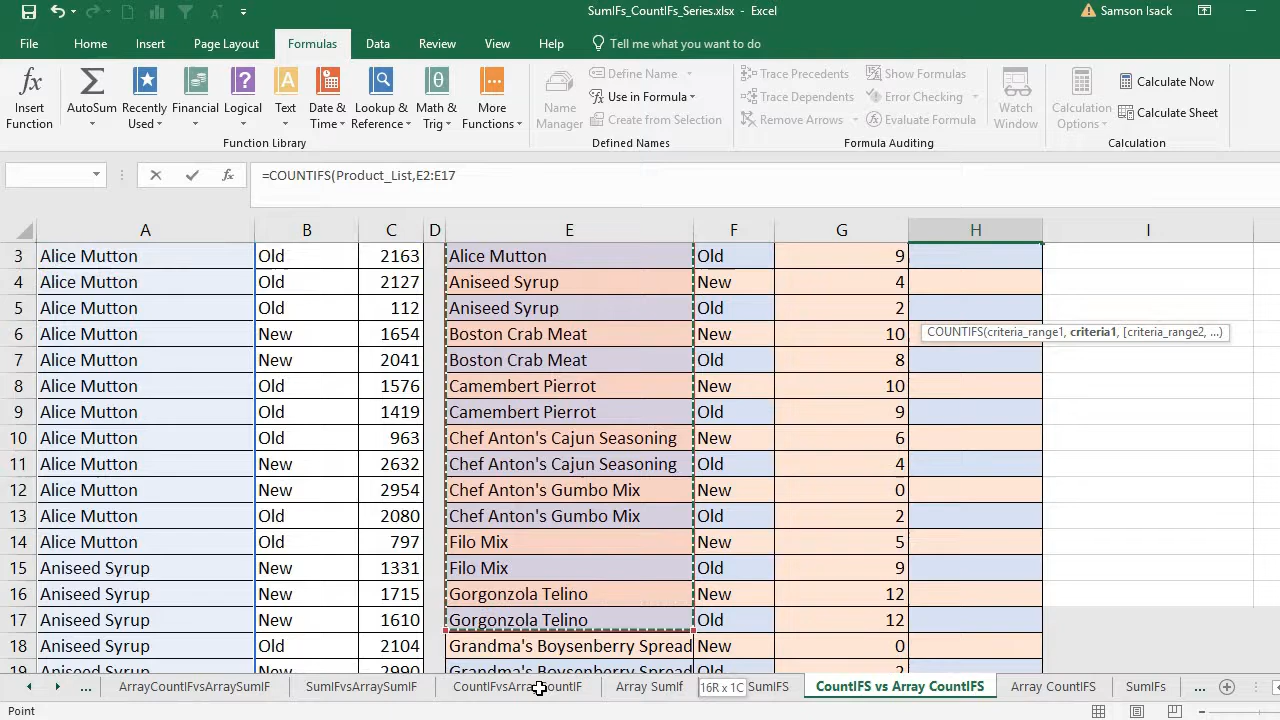 SumIFs_CountIFs_Series.xlsx - Excel
Samson Isack
File Home Insert Page Layout Formulas Data Review View Help Tell me what you want to do
Insert Function
AutoSum
Recently Used
Financial
Logical
Text
Date & Time
Lookup & Reference
Math & Trig
More Functions
Function Library
Name Manager
Define Name
Use in Formula
Create from Selection
Defined Names
Trace Precedents
Trace Dependents
Remove Arrows
Show Formulas
Error Checking
Evaluate Formula
Formula Auditing
Watch Window
Calculation Options
Calculate Now
Calculate Sheet
Calculation
=COUNTIFS(Product_List,E2:E17
A B C D E F G H I
3 Alice Mutton Old 2163 Alice Mutton Old 9
4 Alice Mutton Old 2127 Aniseed Syrup New 4
5 Alice Mutton Old 112 Aniseed Syrup Old 2
6 Alice Mutton New 1654 Boston Crab Meat New 10
COUNTIFS(criteria_range1, criteria1, [criteria_range2, ...)
7 Alice Mutton New 2041 Boston Crab Meat Old 8
8 Alice Mutton Old 1576 Camembert Pierrot New 10
9 Alice Mutton Old 1419 Camembert Pierrot Old 9
10 Alice Mutton Old 963 Chef Anton's Cajun Seasoning New 6
11 Alice Mutton New 2632 Chef Anton's Cajun Seasoning Old 4
12 Alice Mutton New 2954 Chef Anton's Gumbo Mix New 0
13 Alice Mutton Old 2080 Chef Anton's Gumbo Mix Old 2
14 Alice Mutton Old 797 Filo Mix New 5
15 Aniseed Syrup New 1331 Filo Mix Old 9
16 Aniseed Syrup New 1715 Gorgonzola Telino New 12
17 Aniseed Syrup New 1610 Gorgonzola Telino Old 12
18 Aniseed Syrup Old 2104 Grandma's Boysenberry Spread New 0
19 Aniseed Syrup New 2990 Grandma's Boysenberry Spread Old 2
... ArrayCountIFvsArraySumIF SumIFvsArraySumIF CountIFvsArrayCountIF Array SumIf 16R x 1C SumIFS CountIFS vs Array CountIFS Array CountIFS SumIFs ...
Point